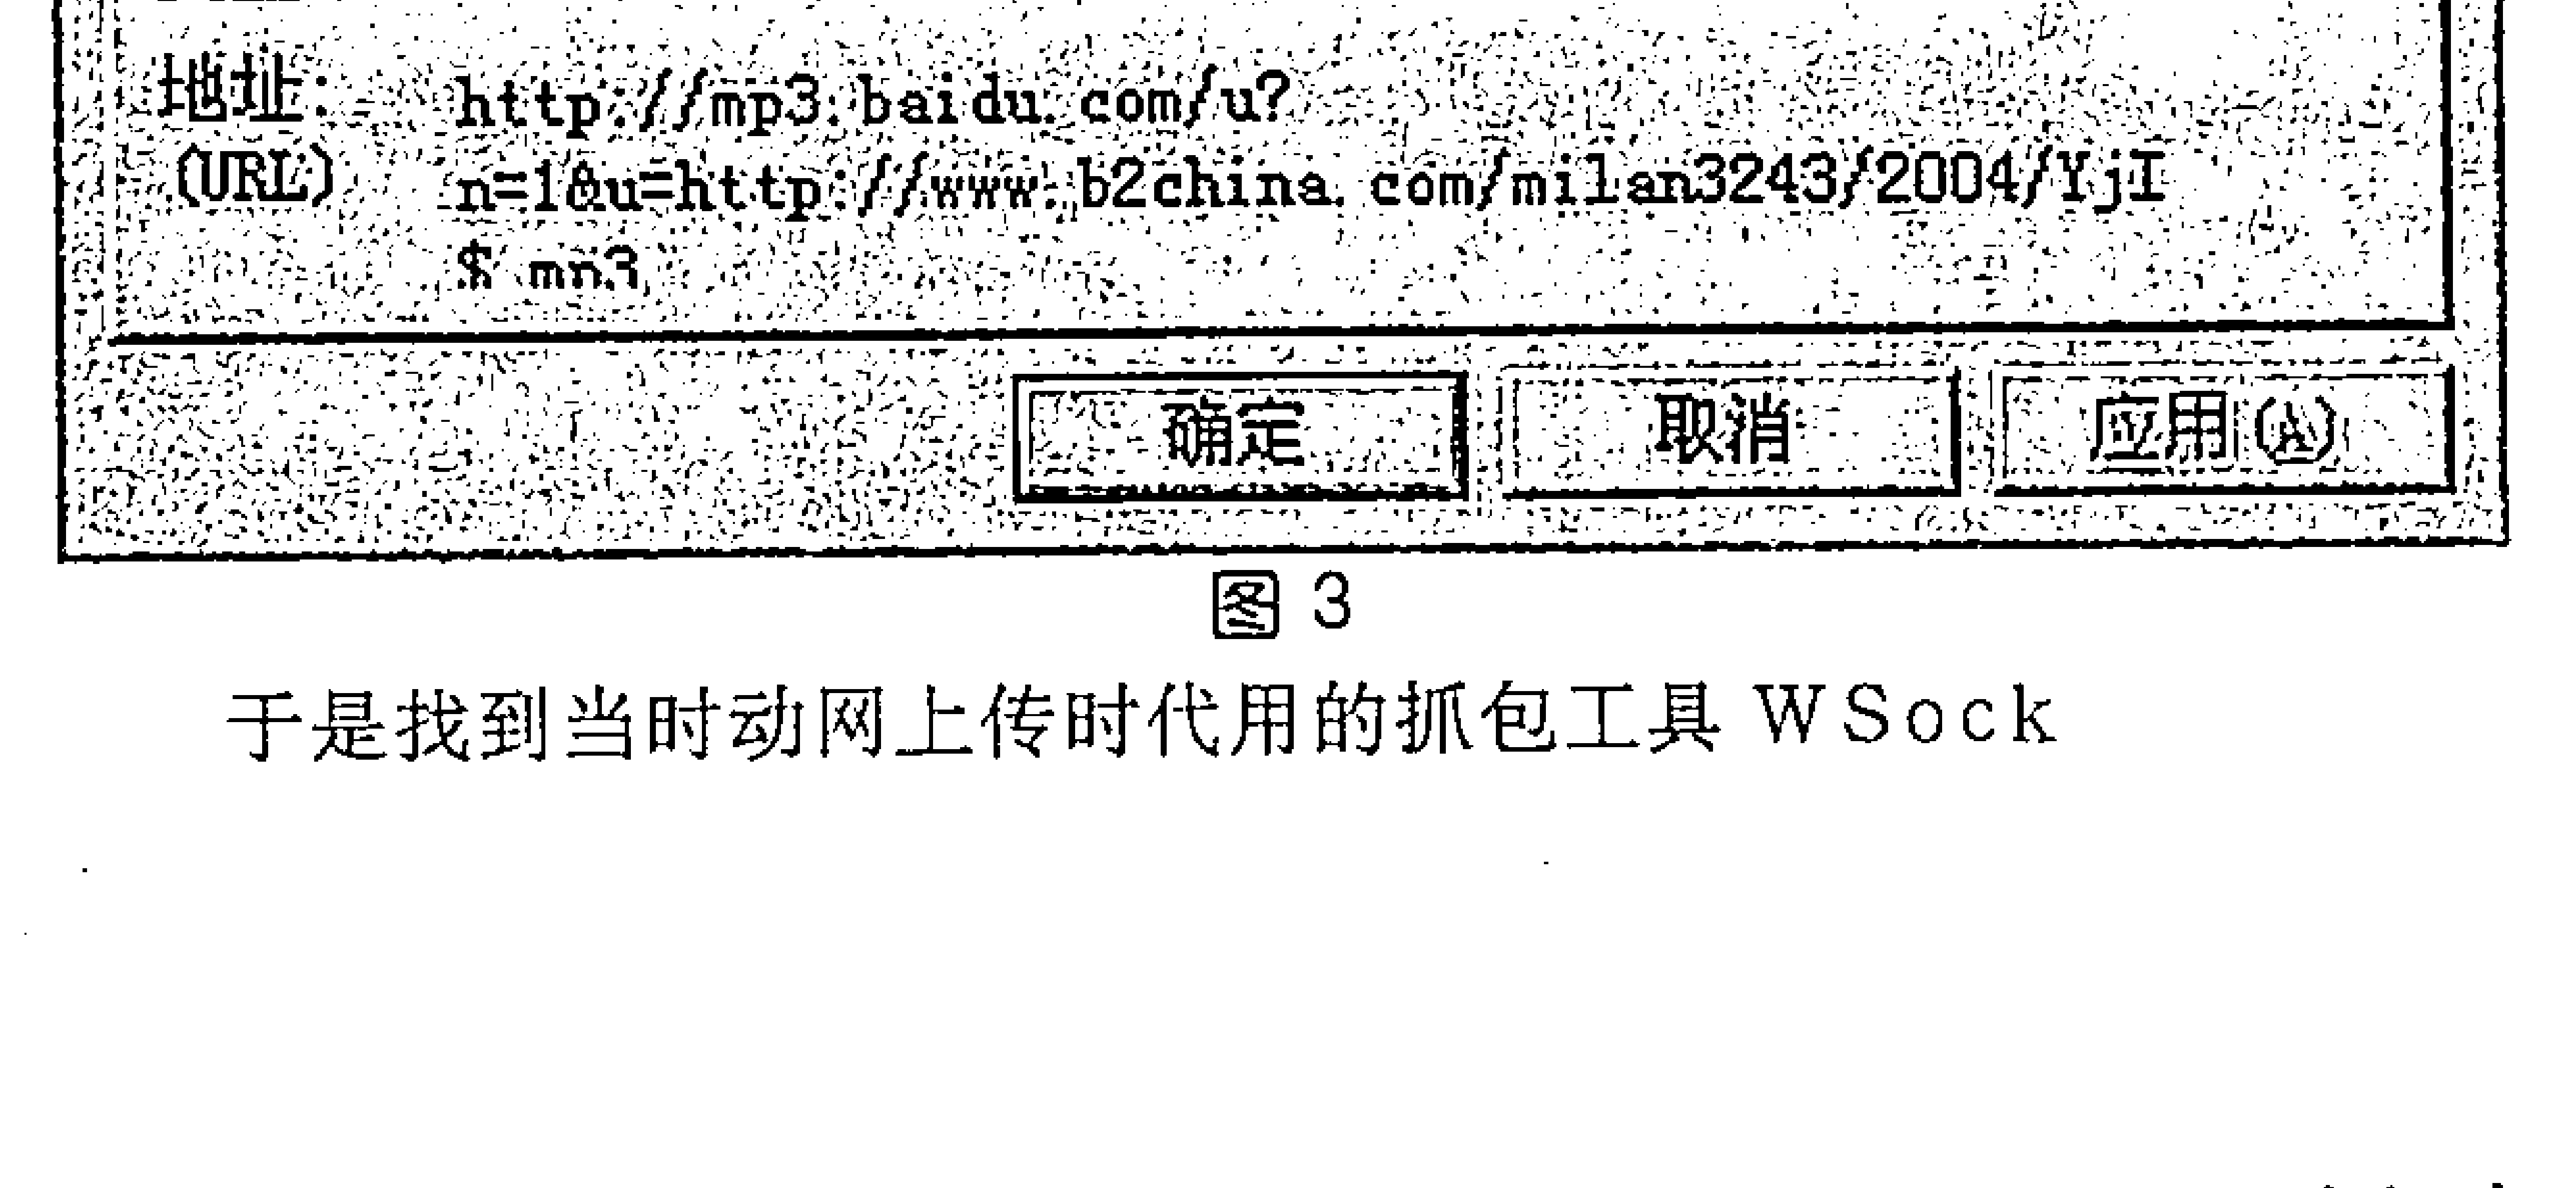 地址: http://mp3.baidu.com/u?
(URL) n=1&u=http://www.b2china.com/milan3243/2004/YjI
$
确定 取消 应用(A)
图 3
于是找到当时动网上传时代用的抓包工具 WSock